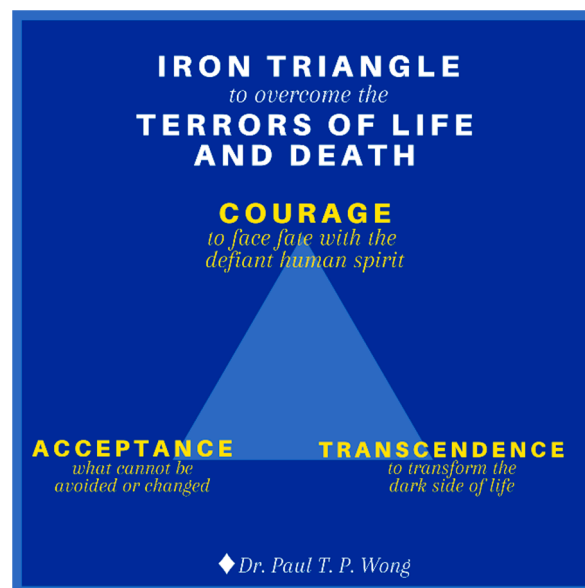 IRON TRIANGLE
to overcome the
TERRORS OF LIFE
AND DEATH
COURAGE
to face fate with the
defiant human spirit
ACCEPTANCE
what cannot be
avoided or changed
TRANSCENDENCE
to transform the
dark side of life
Dr. Paul T. P. Wong